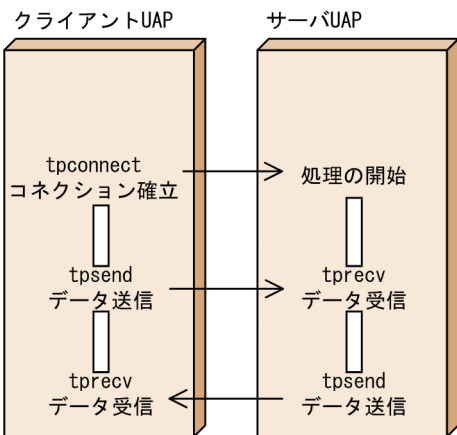 クライアントUAP
サーバUAP
tpconnect
コネクション確立
処理の開始
tpsend
データ送信
tprecv
データ受信
tprecv
データ受信
tpsend
データ送信